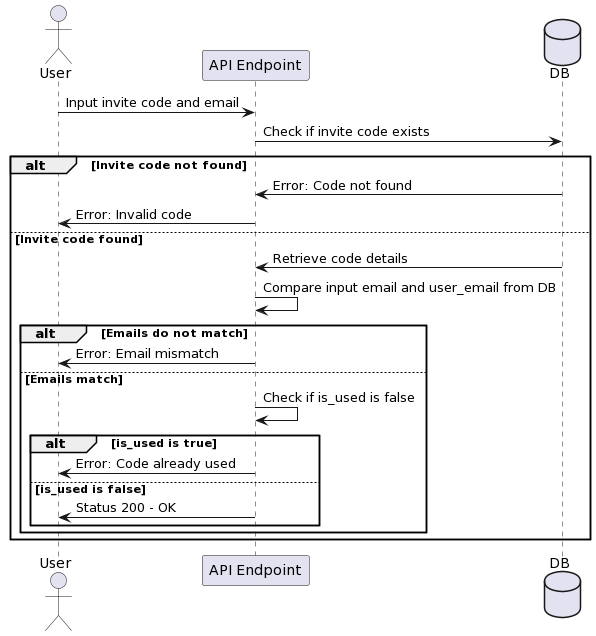 User
API Endpoint
DB
Input invite code and email
Check if invite code exists
alt
[Invite code not found]
Error: Code not found
Error: Invalid code
[Invite code found]
Retrieve code details
Compare input email and user_email from DB
alt
[Emails do not match]
Error: Email mismatch
[Emails match]
Check if is_used is false
alt
[is_used is true]
Error: Code already used
[is_used is false]
Status 200 - OK
User
API Endpoint
DB